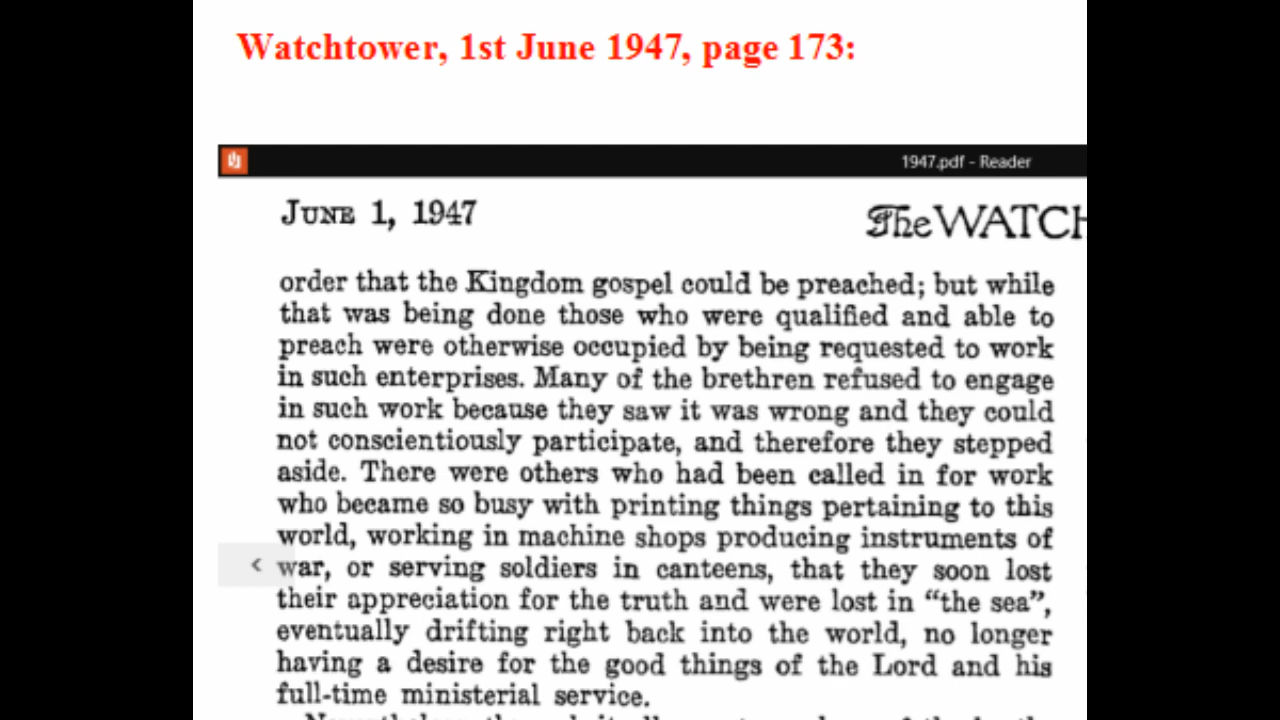 Watchtower, 1st June 1947, page 173:
1947.pdf - Reader
JUNE 1, 1947
The WATCH
order that the Kingdom gospel could be preached; but while
that was being done those who were qualified and able to
preach were otherwise occupied by being requested to work
in such enterprises. Many of the brethren refused to engage
in such work because they saw it was wrong and they could
not conscientiously participate, and therefore they stepped
aside. There were others who had been called in for work
who became so busy with printing things pertaining to this
world, working in machine shops producing instruments of
war, or serving soldiers in canteens, that they soon lost
their appreciation for the truth and were lost in “the sea”,
eventually drifting right back into the world, no longer
having a desire for the good things of the Lord and his
full-time ministerial service.